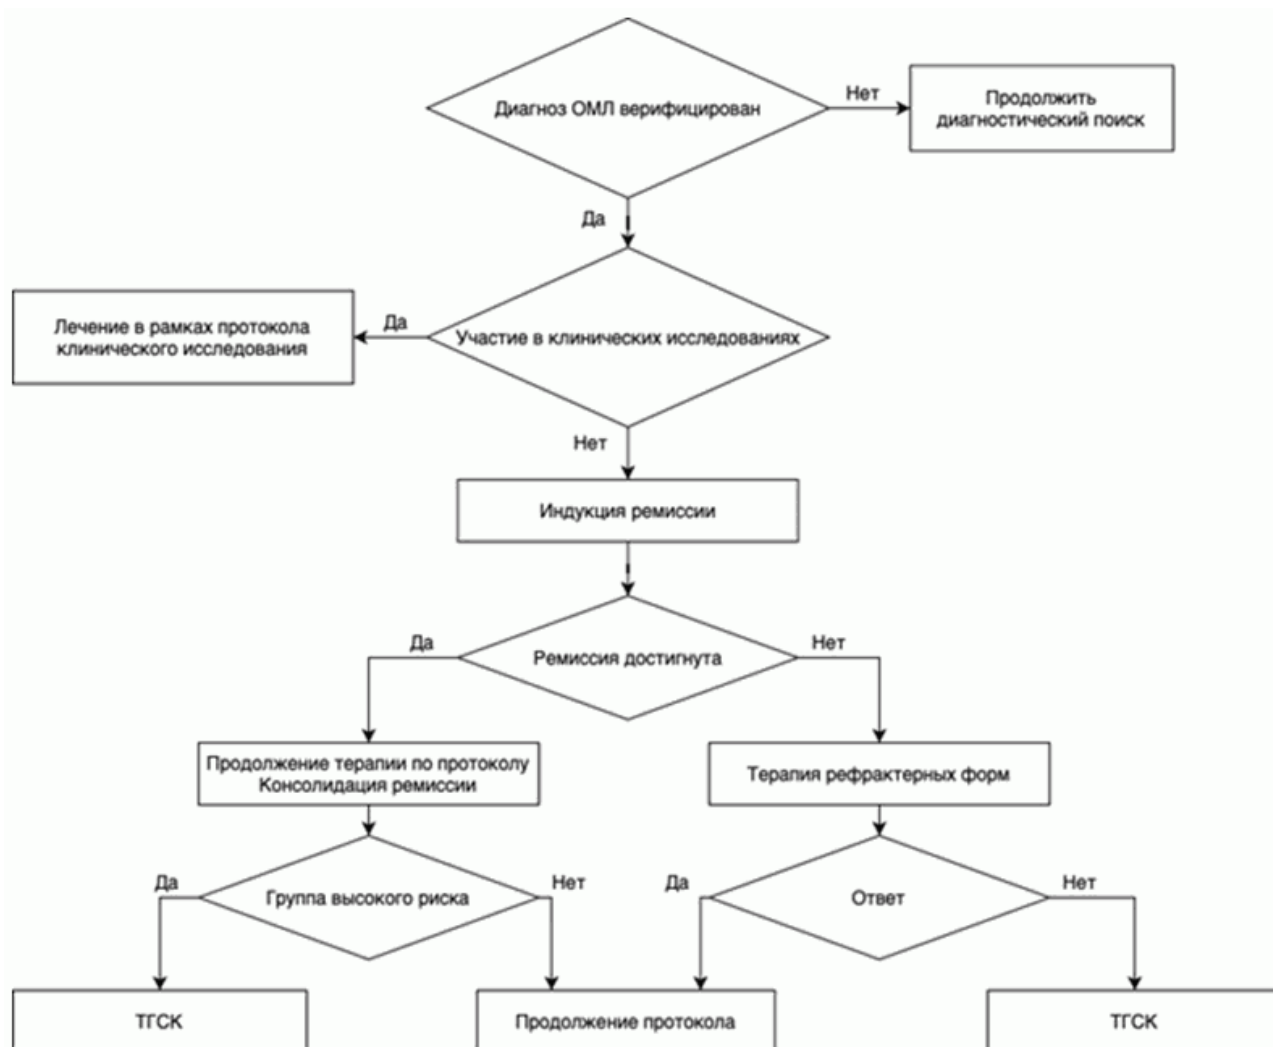 Диагноз ОМЛ верифицирован
Нет
Продолжить
диагностический поиск
Да
Лечение в рамках протокола
клинического исследования
Да
Участие в клинических исследованиях
Нет
Индукция ремиссии
Да
Ремиссия достигнута
Нет
Продолжение терапии по протоколу
Консолидация ремиссии
Терапия рефрактерных форм
Да
Группа высокого риска
Нет
Да
Ответ
Нет
ТГСК
Продолжение протокола
ТГСК